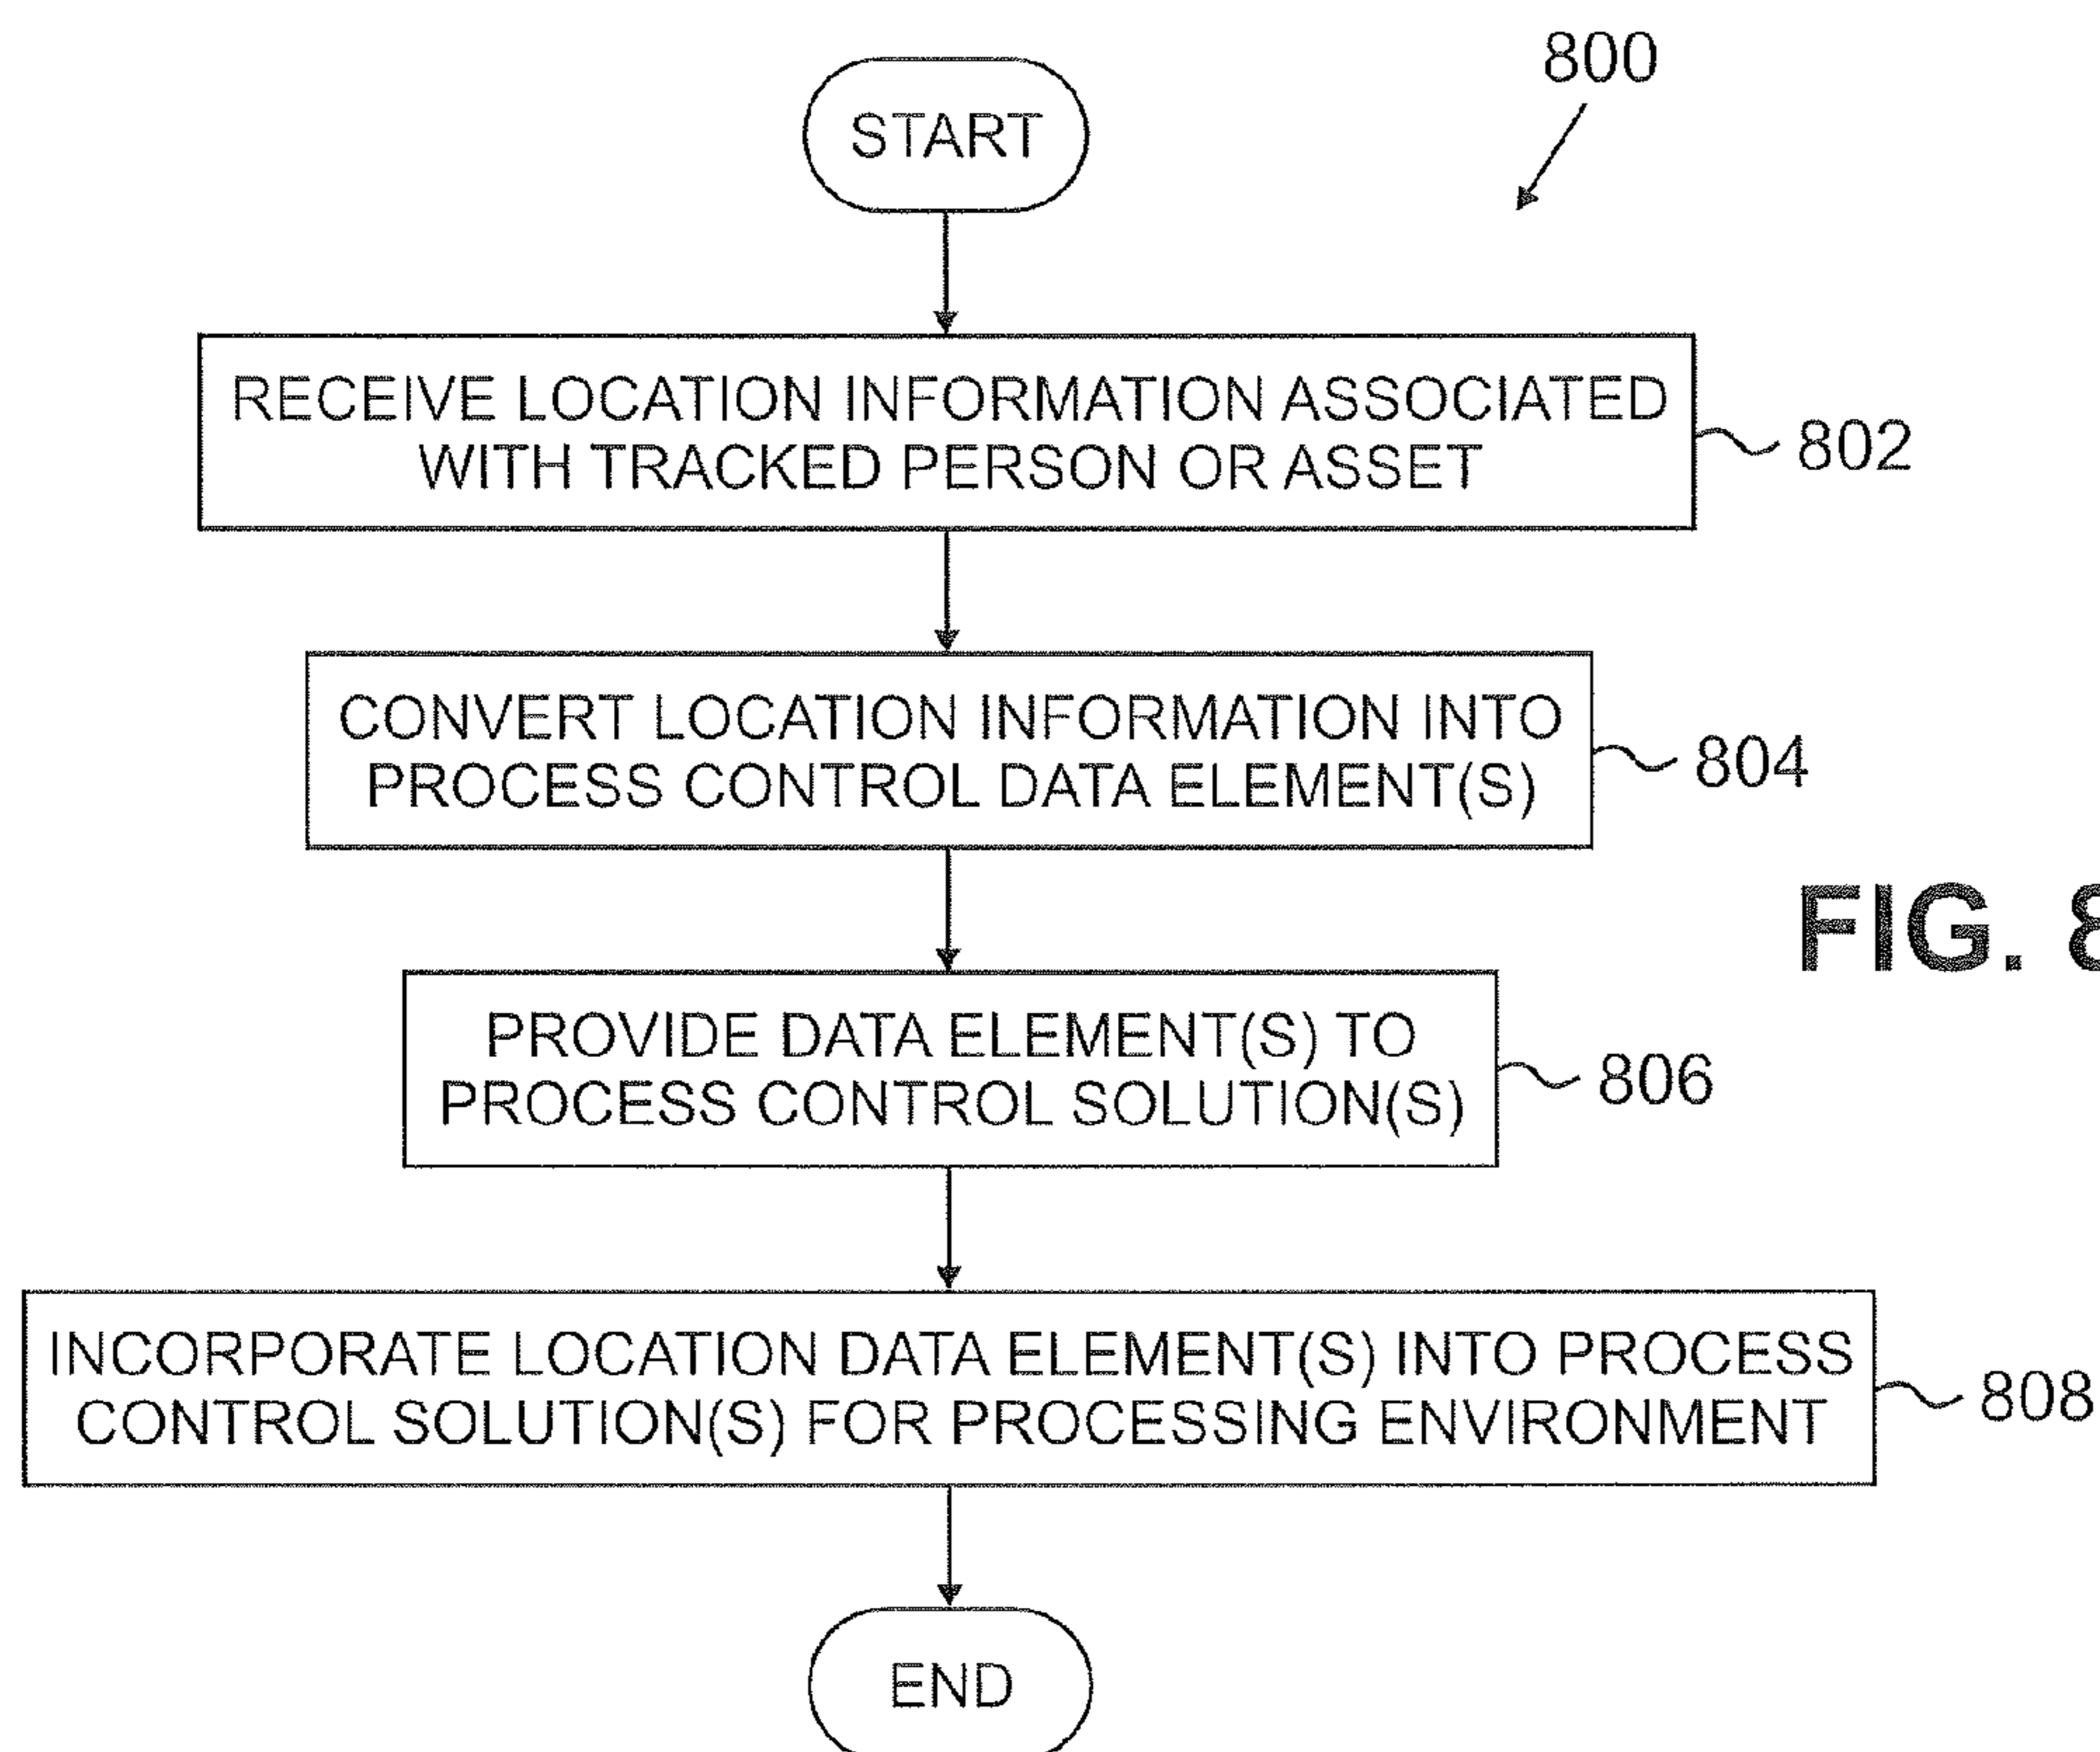 800
START
RECEIVE LOCATION INFORMATION ASSOCIATED
WITH TRACKED PERSON OR ASSET
802
CONVERT LOCATION INFORMATION INTO
PROCESS CONTROL DATA ELEMENT(S)
804
FIG. 8
PROVIDE DATA ELEMENT(S) TO
PROCESS CONTROL SOLUTION(S)
806
INCORPORATE LOCATION DATA ELEMENT(S) INTO PROCESS
CONTROL SOLUTION(S) FOR PROCESSING ENVIRONMENT
808
END